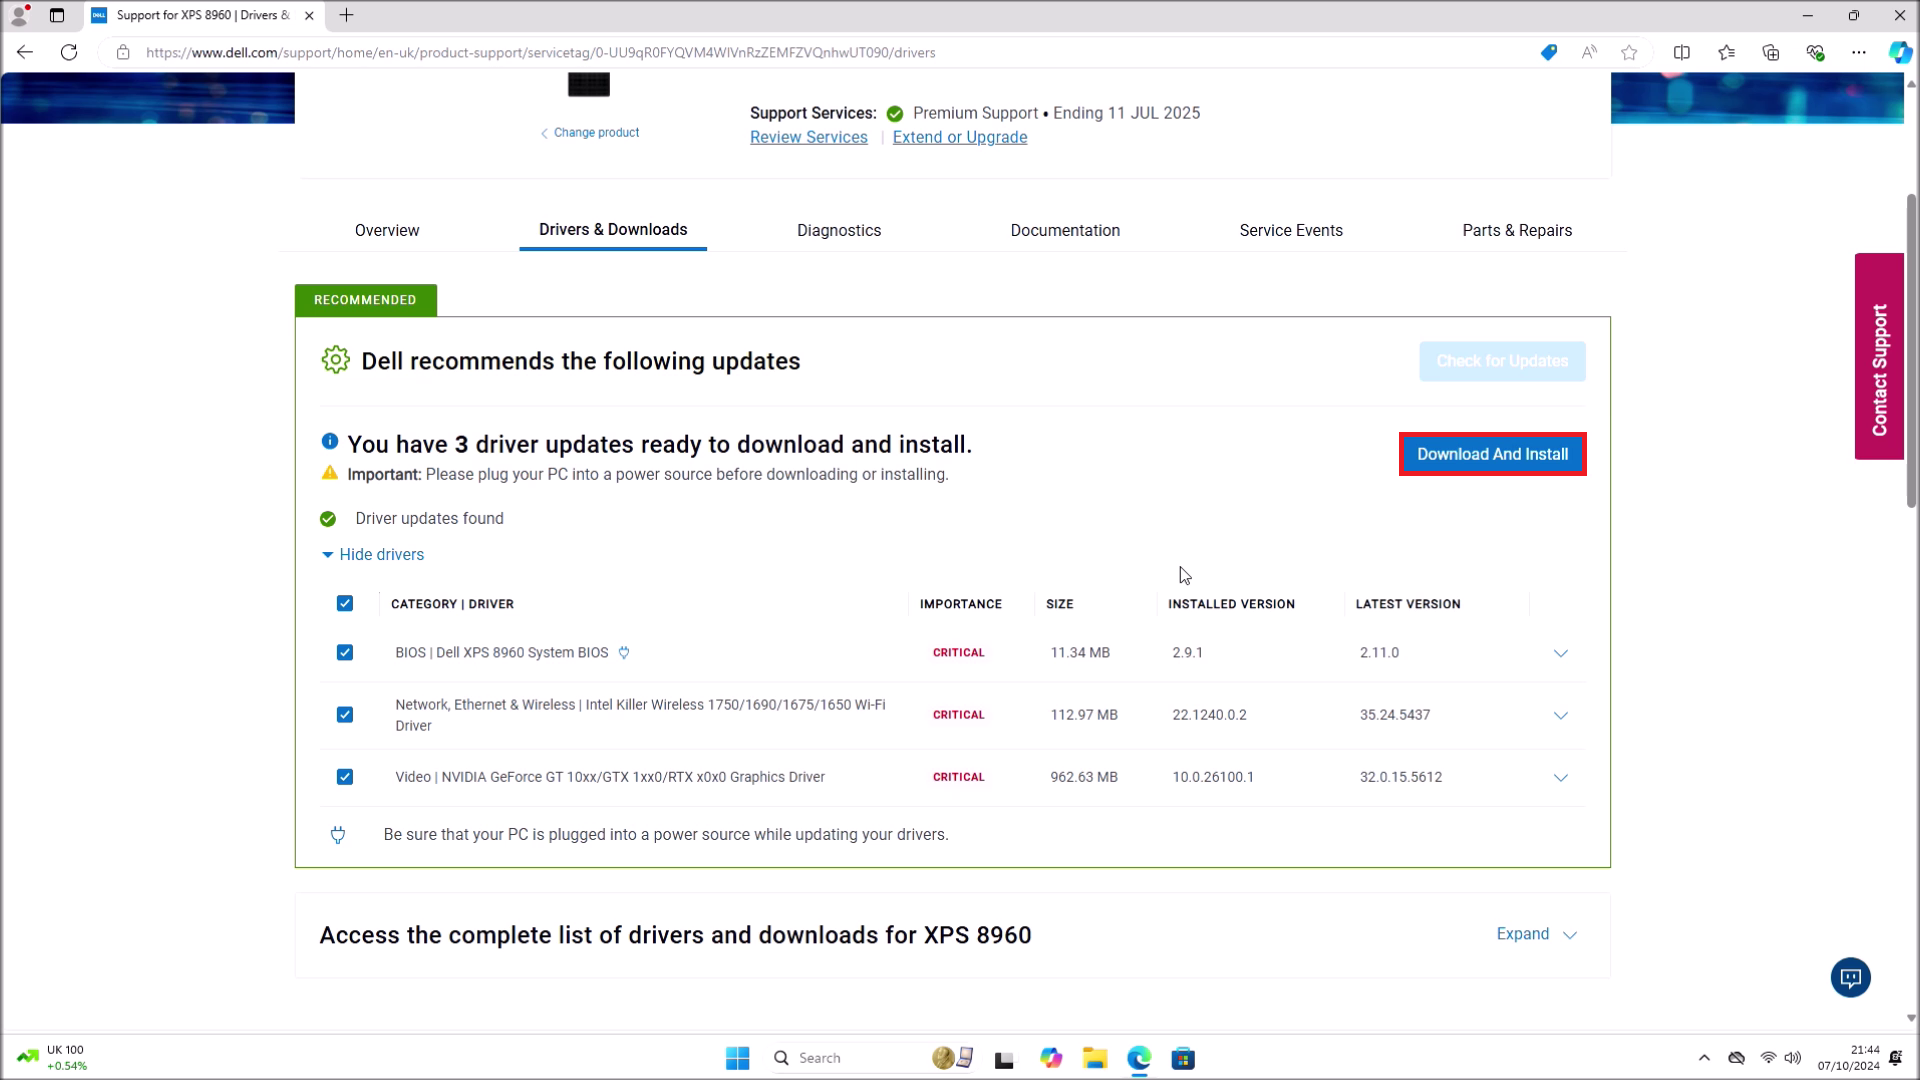 Support for XPS 8960 | Drivers &
https://www.dell.com/support/home/en-uk/product-support/servicetag/0-UU9qR0FYQVM4WlVnRzZEMFZVQnhwUT090/drivers
Support Services: Premium Support • Ending 11 JUL 2025
Change product
Review Services | Extend or Upgrade
Overview
Drivers & Downloads
Diagnostics
Documentation
Service Events
Parts & Repairs
Contact Support
RECOMMENDED
Dell recommends the following updates
Check for Updates
You have 3 driver updates ready to download and install.
Download And Install
Important: Please plug your PC into a power source before downloading or installing.
Driver updates found
Hide drivers
CATEGORY | DRIVER IMPORTANCE SIZE INSTALLED VERSION LATEST VERSION
BIOS | Dell XPS 8960 System BIOS CRITICAL 11.34 MB 2.9.1 2.11.0
Network, Ethernet & Wireless | Intel Killer Wireless 1750/1690/1675/1650 Wi-Fi
Driver
CRITICAL 112.97 MB 22.1240.0.2 35.24.5437
Video | NVIDIA GeForce GT 10xx/GTX 1xx0/RTX x0x0 Graphics Driver CRITICAL 962.63 MB 10.0.26100.1 32.0.15.5612
Be sure that your PC is plugged into a power source while updating your drivers.
Access the complete list of drivers and downloads for XPS 8960
Expand
UK 100
+0.54%
Search
21:44
07/10/2024